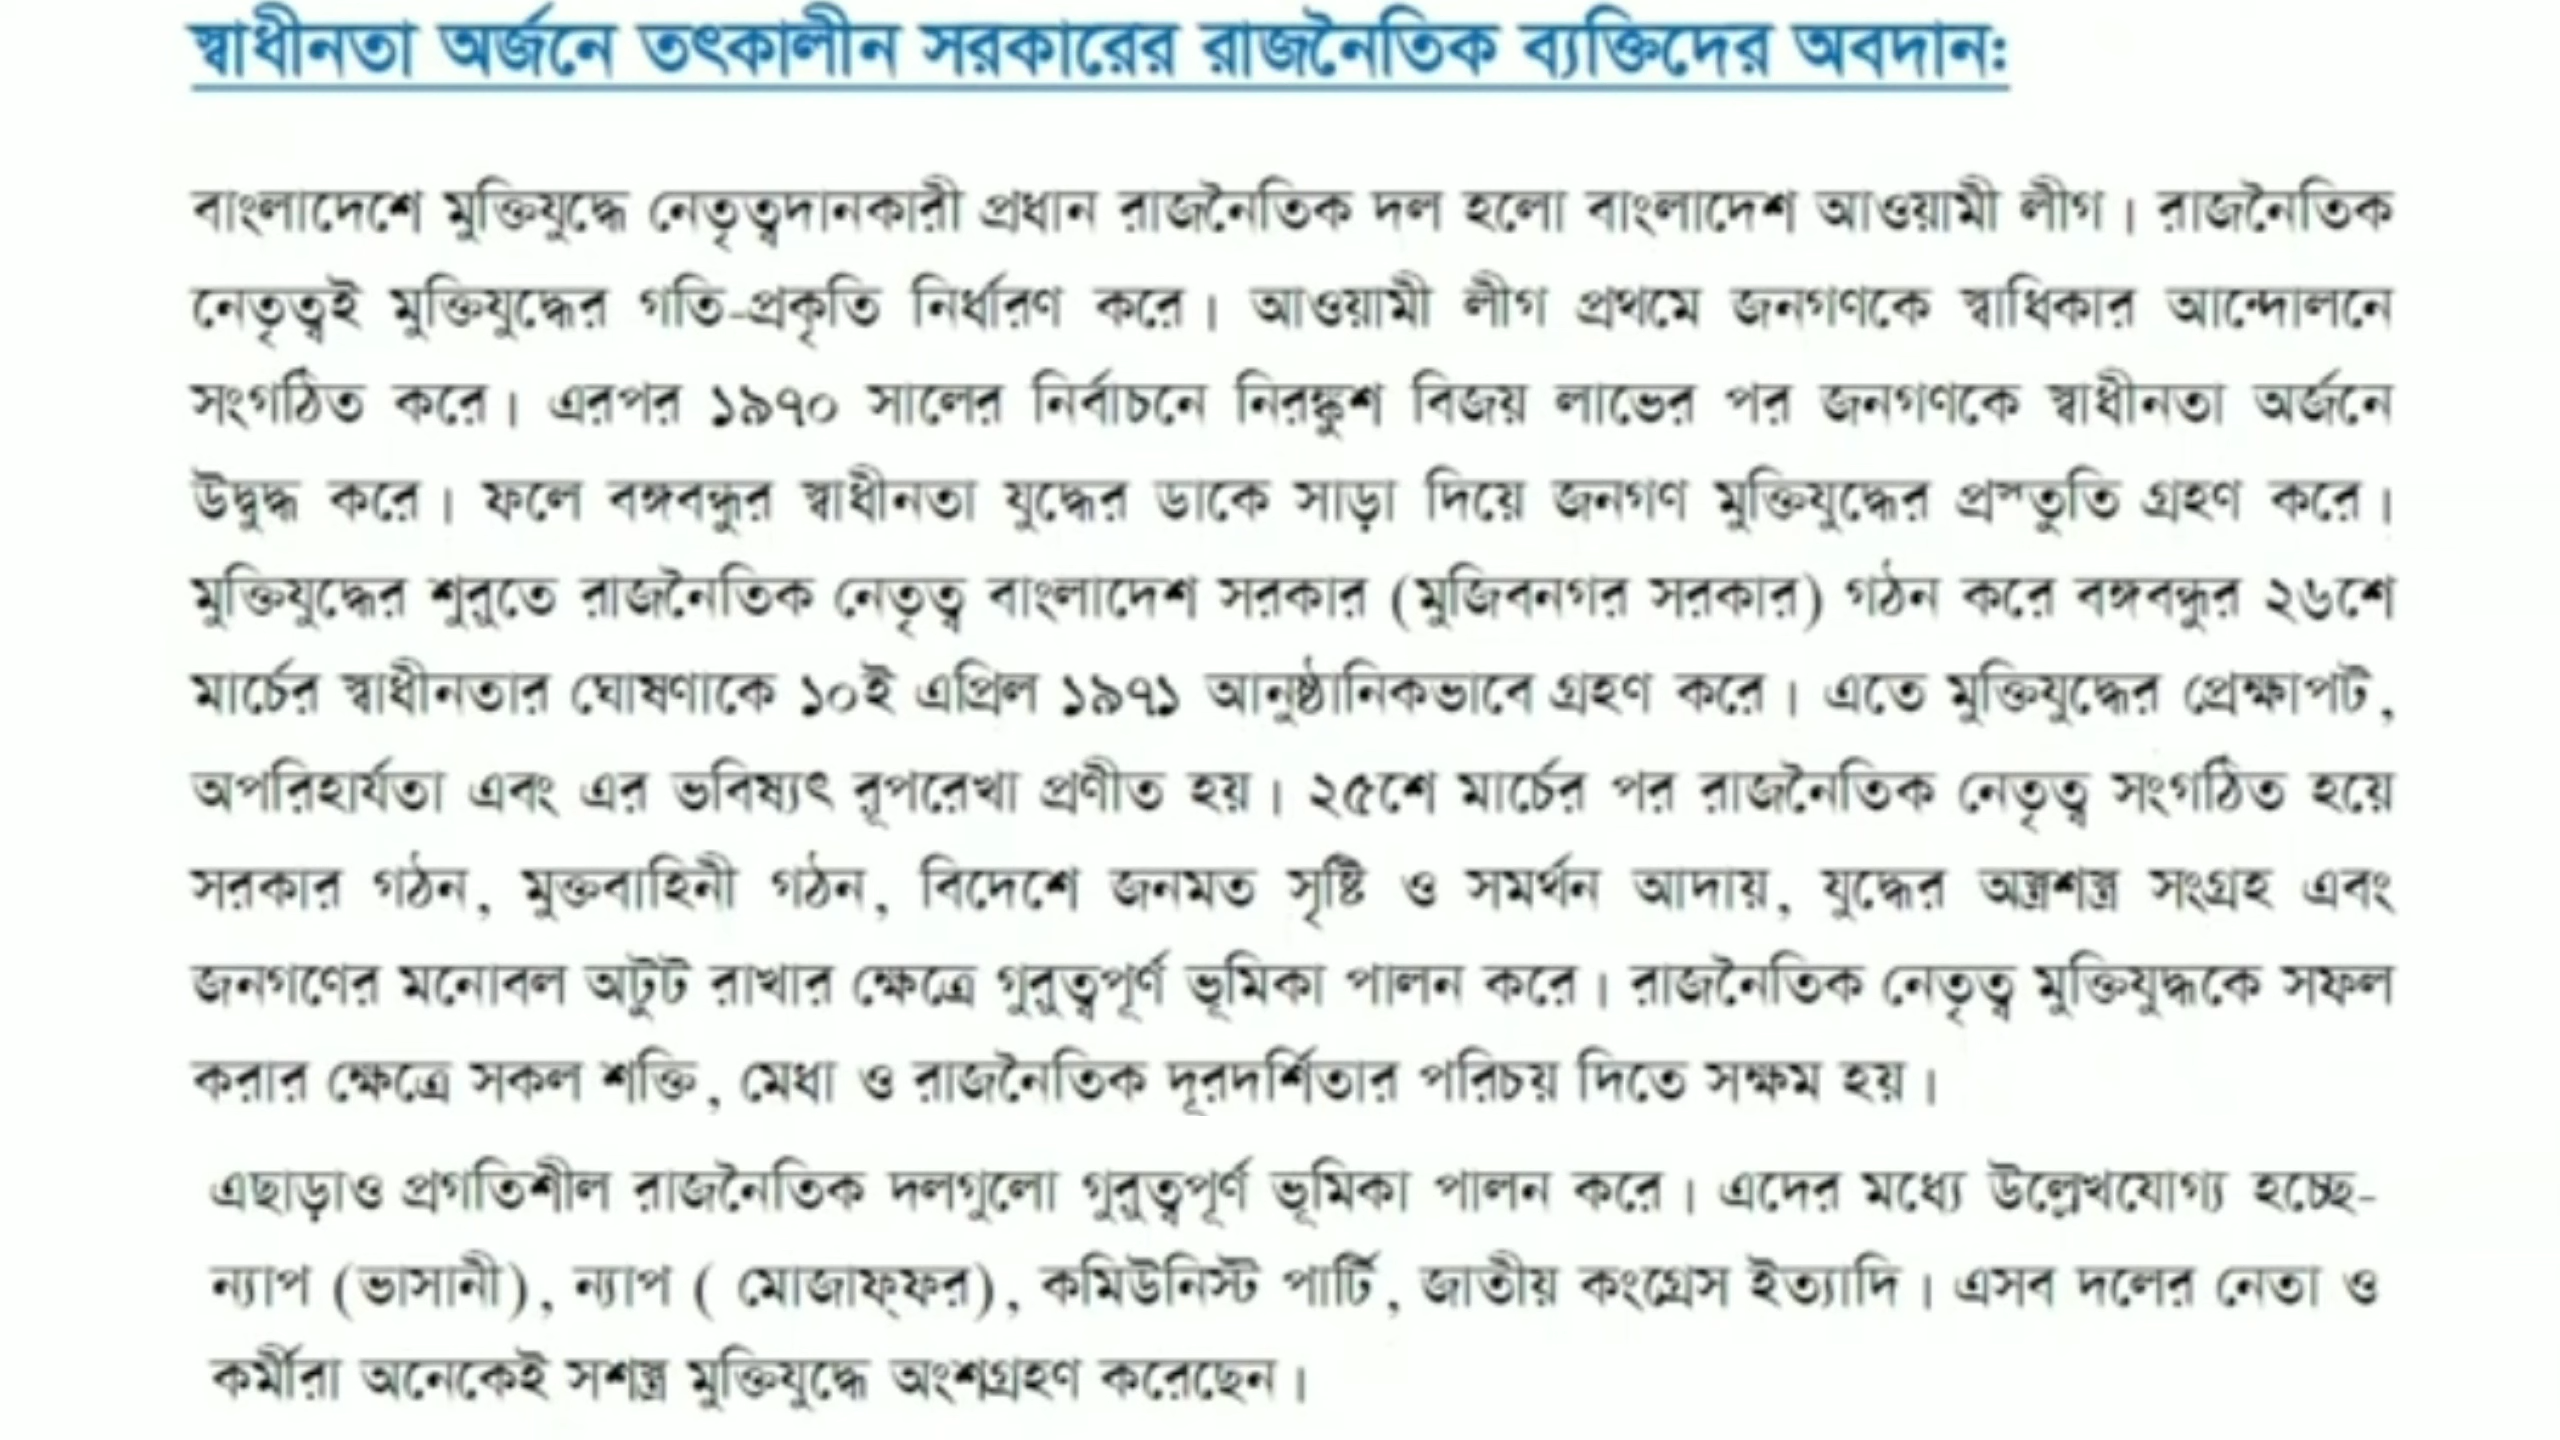 স্বাধীনতা অর্জনে তৎকালীন সরকারের রাজনৈতিক ব্যক্তিদের অবদান:
বাংলাদেশে মুক্তিযুদ্ধে নেতৃত্বদানকারী প্রধান রাজনৈতিক দল হলো বাংলাদেশ আওয়ামী লীগ। রাজনৈতিক
নেতৃত্বই মুক্তিযুদ্ধের গতি-প্রকৃতি নির্ধারণ করে। আওয়ামী লীগ প্রথমে জনগণকে স্বাধিকার আন্দোলনে
সংগঠিত করে। এরপর ১৯৭০ সালের নির্বাচনে নিরঙ্কুশ বিজয় লাভের পর জনগণকে স্বাধীনতা অর্জনে
উদ্বুদ্ধ করে। ফলে বঙ্গবন্ধুর স্বাধীনতা যুদ্ধের ডাকে সাড়া দিয়ে জনগণ মুক্তিযুদ্ধের প্রস্তুতি গ্রহণ করে।
মুক্তিযুদ্ধের শুরুতে রাজনৈতিক নেতৃত্ব বাংলাদেশ সরকার (মুজিবনগর সরকার) গঠন করে বঙ্গবন্ধুর ২৬শে
মার্চের স্বাধীনতার ঘোষণাকে ১০ই এপ্রিল ১৯৭১ আনুষ্ঠানিকভাবে গ্রহণ করে। এতে মুক্তিযুদ্ধের প্রেক্ষাপট,
অপরিহার্যতা এবং এর ভবিষ্যৎ রূপরেখা প্রণীত হয়। ২৫শে মার্চের পর রাজনৈতিক নেতৃত্ব সংগঠিত হয়ে
সরকার গঠন, মুক্তবাহিনী গঠন, বিদেশে জনমত সৃষ্টি ও সমর্থন আদায়, যুদ্ধের অস্ত্রশস্ত্র সংগ্রহ এবং
জনগণের মনোবল অটুট রাখার ক্ষেত্রে গুরুত্বপূর্ণ ভূমিকা পালন করে। রাজনৈতিক নেতৃত্ব মুক্তিযুদ্ধকে সফল
করার ক্ষেত্রে সকল শক্তি, মেধা ও রাজনৈতিক দূরদর্শিতার পরিচয় দিতে সক্ষম হয়।
এছাড়াও প্রগতিশীল রাজনৈতিক দলগুলো গুরুত্বপূর্ণ ভূমিকা পালন করে। এদের মধ্যে উল্লেখযোগ্য হচ্ছে-
ন্যাপ (ভাসানী), ন্যাপ ( মোজাফ্ফর), কমিউনিস্ট পার্টি, জাতীয় কংগ্রেস ইত্যাদি। এসব দলের নেতা ও
কর্মীরা অনেকেই সশস্ত্র মুক্তিযুদ্ধে অংশগ্রহণ করেছেন।